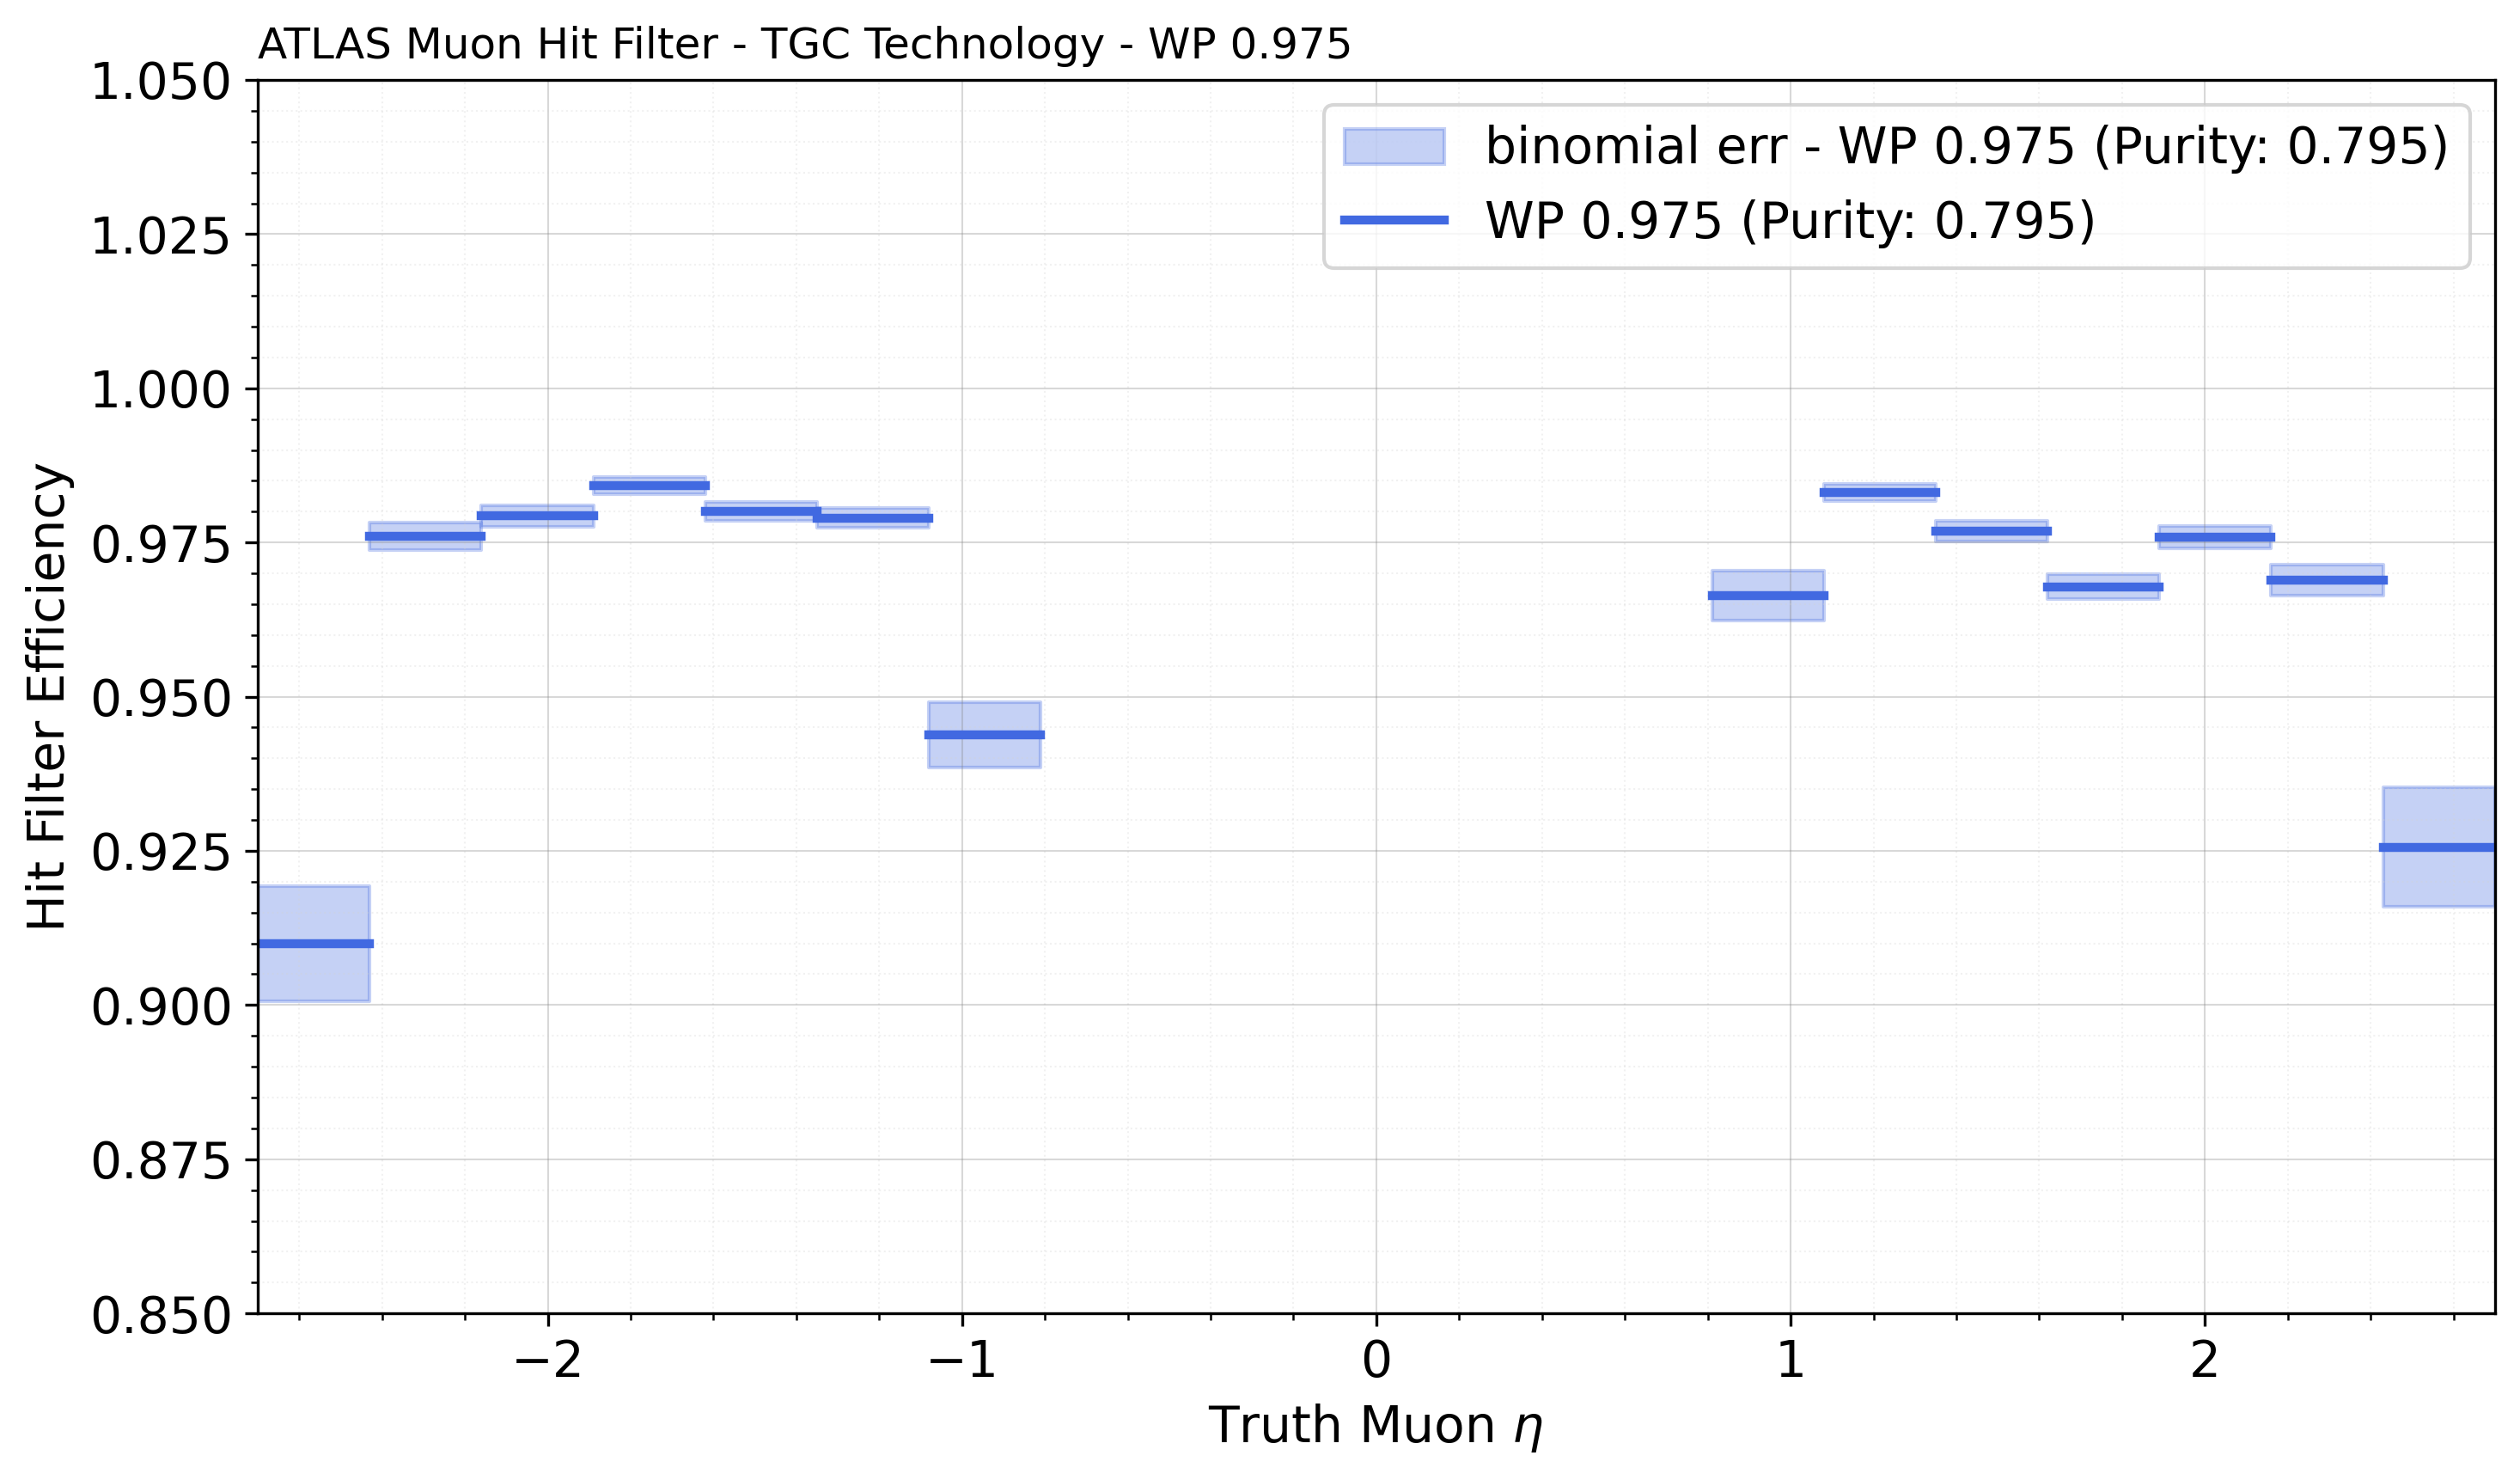 ATLAS Muon Hit Filter - TGC Technology - WP 0.975
1.050
1.025
1.000
0.975
0.950
0.925
0.900
0.875
0.850
Hit Filter Efficiency
binomial err - WP 0.975 (Purity: 0.795)
WP 0.975 (Purity: 0.795)
−2 −1 0 1 2
Truth Muon η